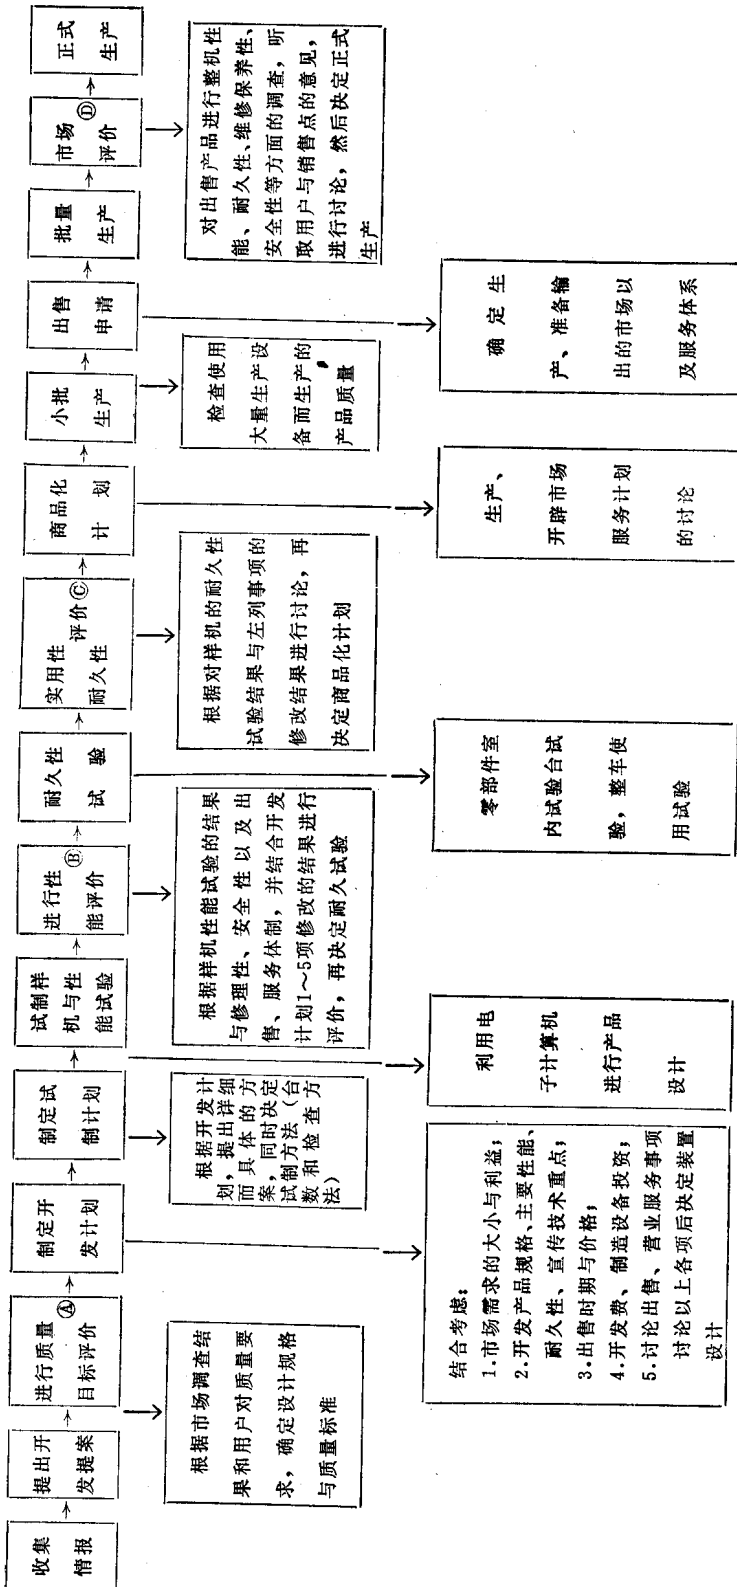 收集
情报
提出开
发提案
进行质量
目标评价Ⓐ
制定开
发计划
制定试
制计划
试制样
机与性
能试验
进行性
能评价Ⓑ
耐久性
试验
实用性
耐久性
评价Ⓒ
商品化
计划
小批
生产
出售
申请
批量
生产
市场
评价Ⓓ
正式
生产
根据市场调查结
果和用户对质量要
求，确定设计规格
与质量标准
根据开发计
划，提出详细
而具体的方
案，同时决定
试制方法（台
数和检查方
法）
根据样机性能试验的结果
与修理性、安全性以及出
售、服务体制，并结合开发
计划1～5项修改的结果进行
评价，再决定耐久试验
根据对样机的耐久性
试验结果与左列事项的
修改结果进行讨论，再
决定商品化计划
检查使用
大量生产设
备而生产的
产品质量
对出售产品进行整机性
能、耐久性、维修保养性、
安全性等方面的调查，听
取用户与销售点的意见，
进行讨论，然后决定正式
生产
结合考虑：
1.市场需求的大小与利益；
2.开发产品规格、主要性能、
耐久性、宣传技术重点；
3.出售时期与价格；
4.开发费、制造设备投资；
5.讨论出售、营业服务事项
讨论以上各项后决定装置
设计
利用电
子计算机
进行产品
设计
零部件室
内试验台试
验，整车使
用试验
生产、
开辟市场
服务计划
的讨论
确定生
产、准备输
出的市场以
及服务体系